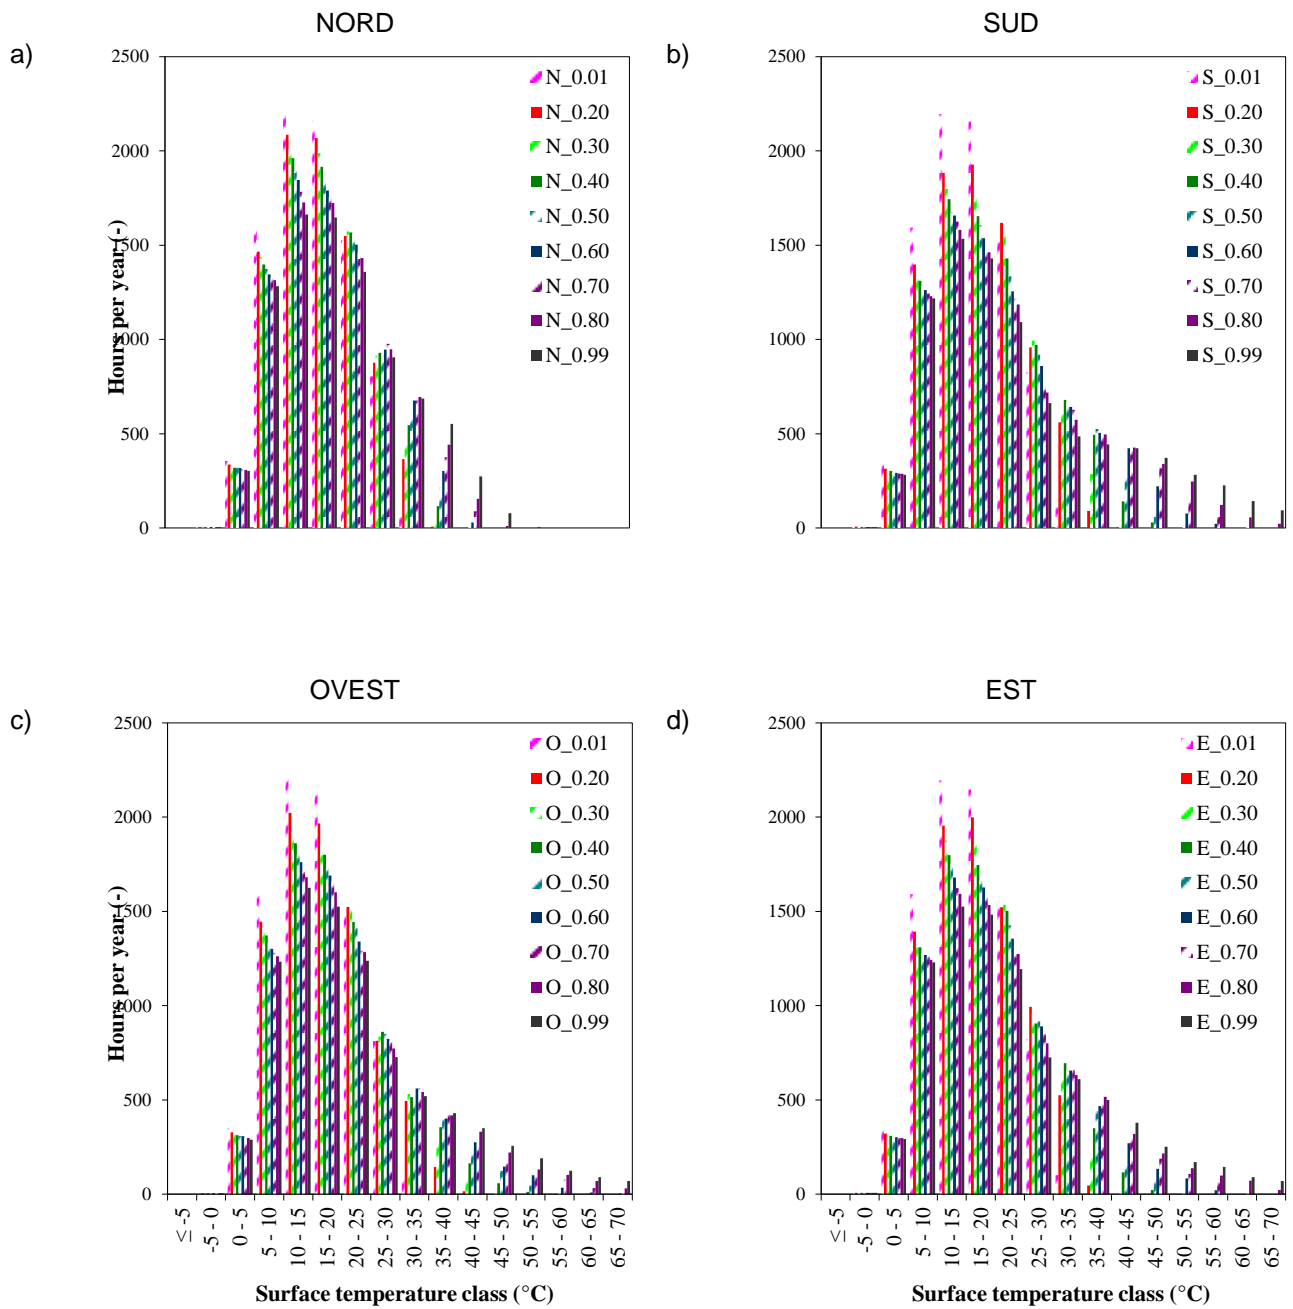 NORD
a)
2500
2000
1500
1000
500
0
Hours per year (-)
N_0.01
N_0.20
N_0.30
N_0.40
N_0.50
N_0.60
N_0.70
N_0.80
N_0.99
SUD
b)
2500
2000
1500
1000
500
0
S_0.01
S_0.20
S_0.30
S_0.40
S_0.50
S_0.60
S_0.70
S_0.80
S_0.99
OVEST
c)
2500
2000
1500
1000
500
0
Hours per year (-)
O_0.01
O_0.20
O_0.30
O_0.40
O_0.50
O_0.60
O_0.70
O_0.80
O_0.99
≤ -5
-5 - 0
0 - 5
5 - 10
10 - 15
15 - 20
20 - 25
25 - 30
30 - 35
35 - 40
40 - 45
45 - 50
50 - 55
55 - 60
60 - 65
65 - 70
Surface temperature class (°C)
EST
d)
2500
2000
1500
1000
500
0
E_0.01
E_0.20
E_0.30
E_0.40
E_0.50
E_0.60
E_0.70
E_0.80
E_0.99
≤ -5
-5 - 0
0 - 5
5 - 10
10 - 15
15 - 20
20 - 25
25 - 30
30 - 35
35 - 40
40 - 45
45 - 50
50 - 55
55 - 60
60 - 65
65 - 70
Surface temperature class (°C)